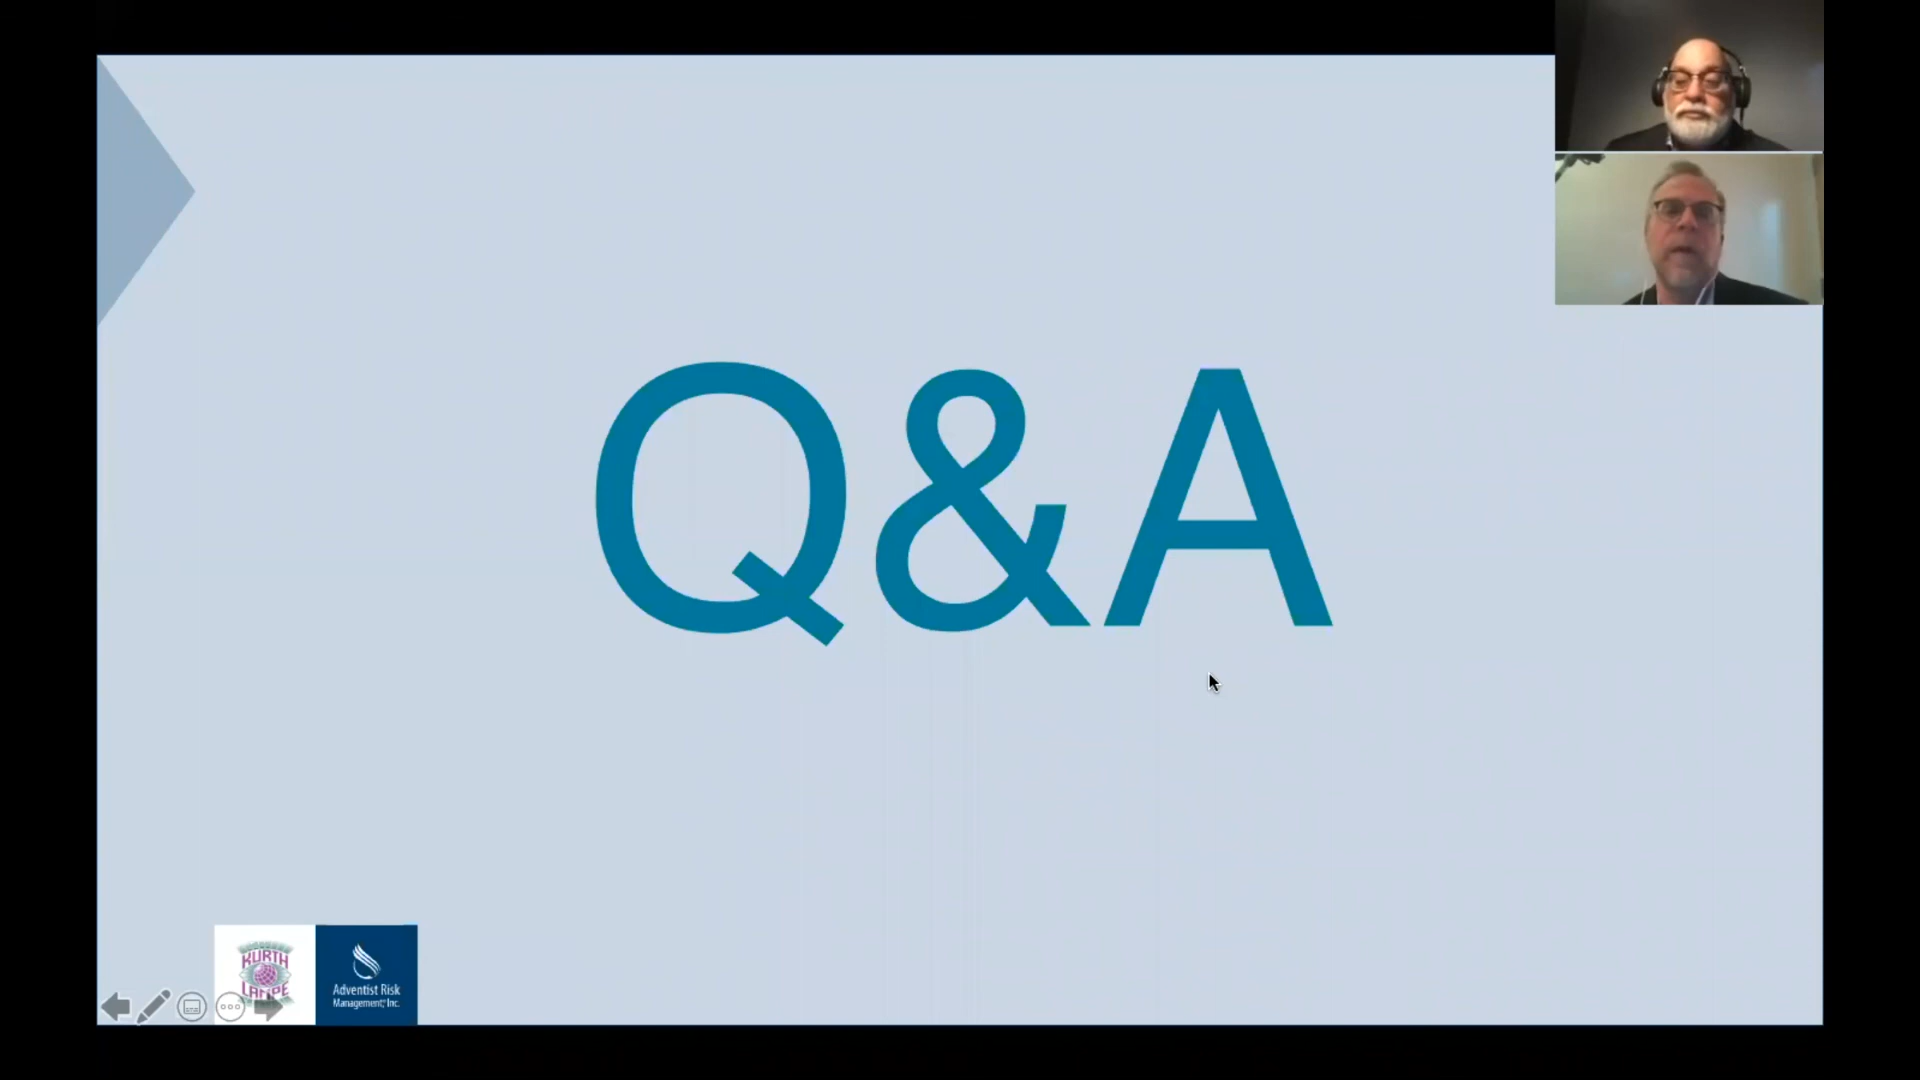 Q&A
KURTH
LAMPE
Adventist Risk
Management, Inc.